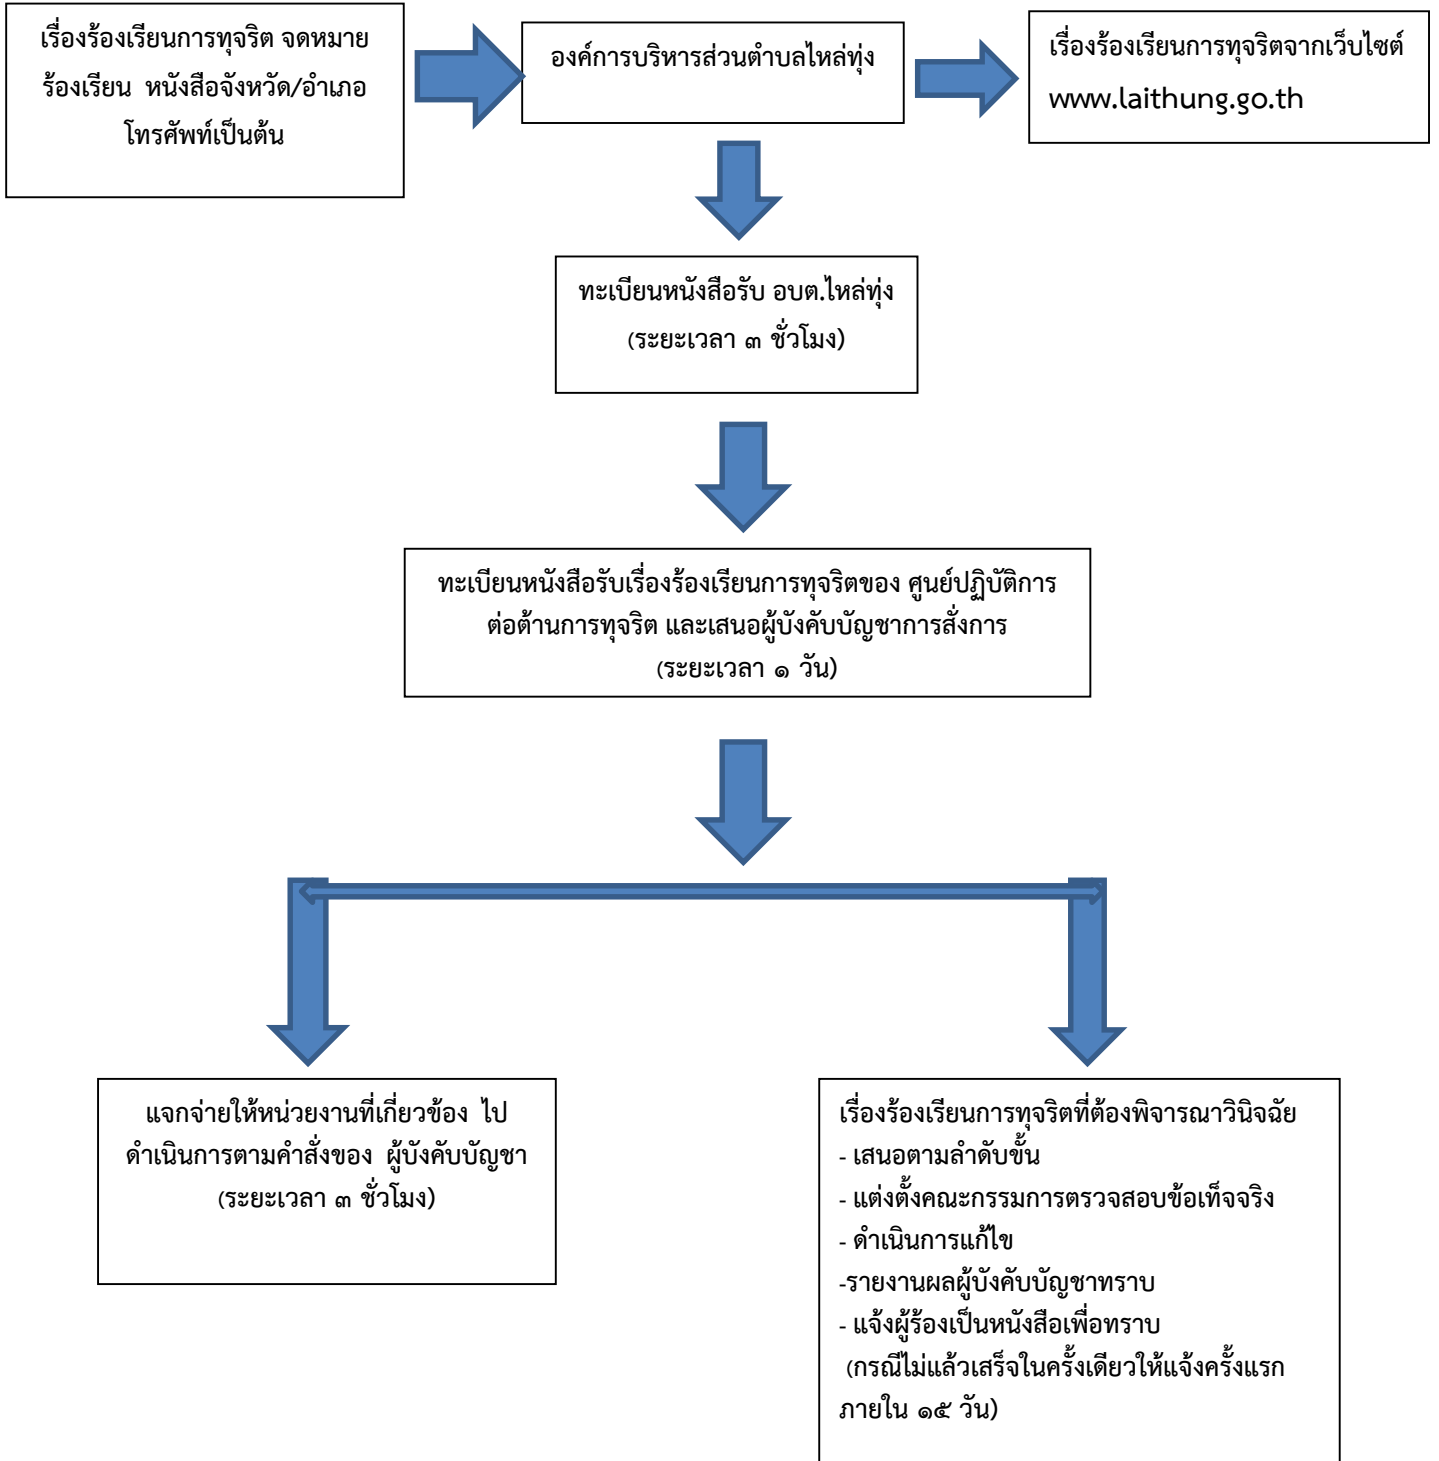 เรื่องร้องเรียนการทุจริต จดหมาย
ร้องเรียน หนังสือจังหวัด/อำเภอ
โทรศัพท์เป็นต้น
องค์การบริหารส่วนตำบลไหล่ทุ่ง
เรื่องร้องเรียนการทุจริตจากเว็บไซต์
www.laithung.go.th
ทะเบียนหนังสือรับ อบต.ไหล่ทุ่ง
(ระยะเวลา ๓ ชั่วโมง)
ทะเบียนหนังสือรับเรื่องร้องเรียนการทุจริตของ ศูนย์ปฏิบัติการ
ต่อต้านการทุจริต และเสนอผู้บังคับบัญชาการสั่งการ
(ระยะเวลา ๑ วัน)
แจกจ่ายให้หน่วยงานที่เกี่ยวข้อง ไป
ดำเนินการตามคำสั่งของ ผู้บังคับบัญชา
(ระยะเวลา ๓ ชั่วโมง)
เรื่องร้องเรียนการทุจริตที่ต้องพิจารณาวินิจฉัย
- เสนอตามลำดับขั้น
- แต่งตั้งคณะกรรมการตรวจสอบข้อเท็จจริง
- ดำเนินการแก้ไข
-รายงานผลผู้บังคับบัญชาทราบ
- แจ้งผู้ร้องเป็นหนังสือเพื่อทราบ
(กรณีไม่แล้วเสร็จในครั้งเดียวให้แจ้งครั้งแรก
ภายใน ๑๕ วัน)